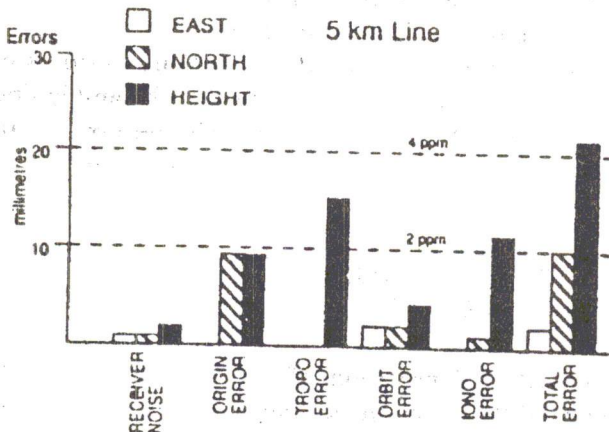 Errors
EAST
NORTH
HEIGHT
5 km Line
30
20
10
millimetres
4 ppm
2 ppm
RECEIVER
NOISE
ORIGIN
ERROR
TROPO
ERROR
ORBIT
ERROR
IONO
ERROR
TOTAL
ERROR